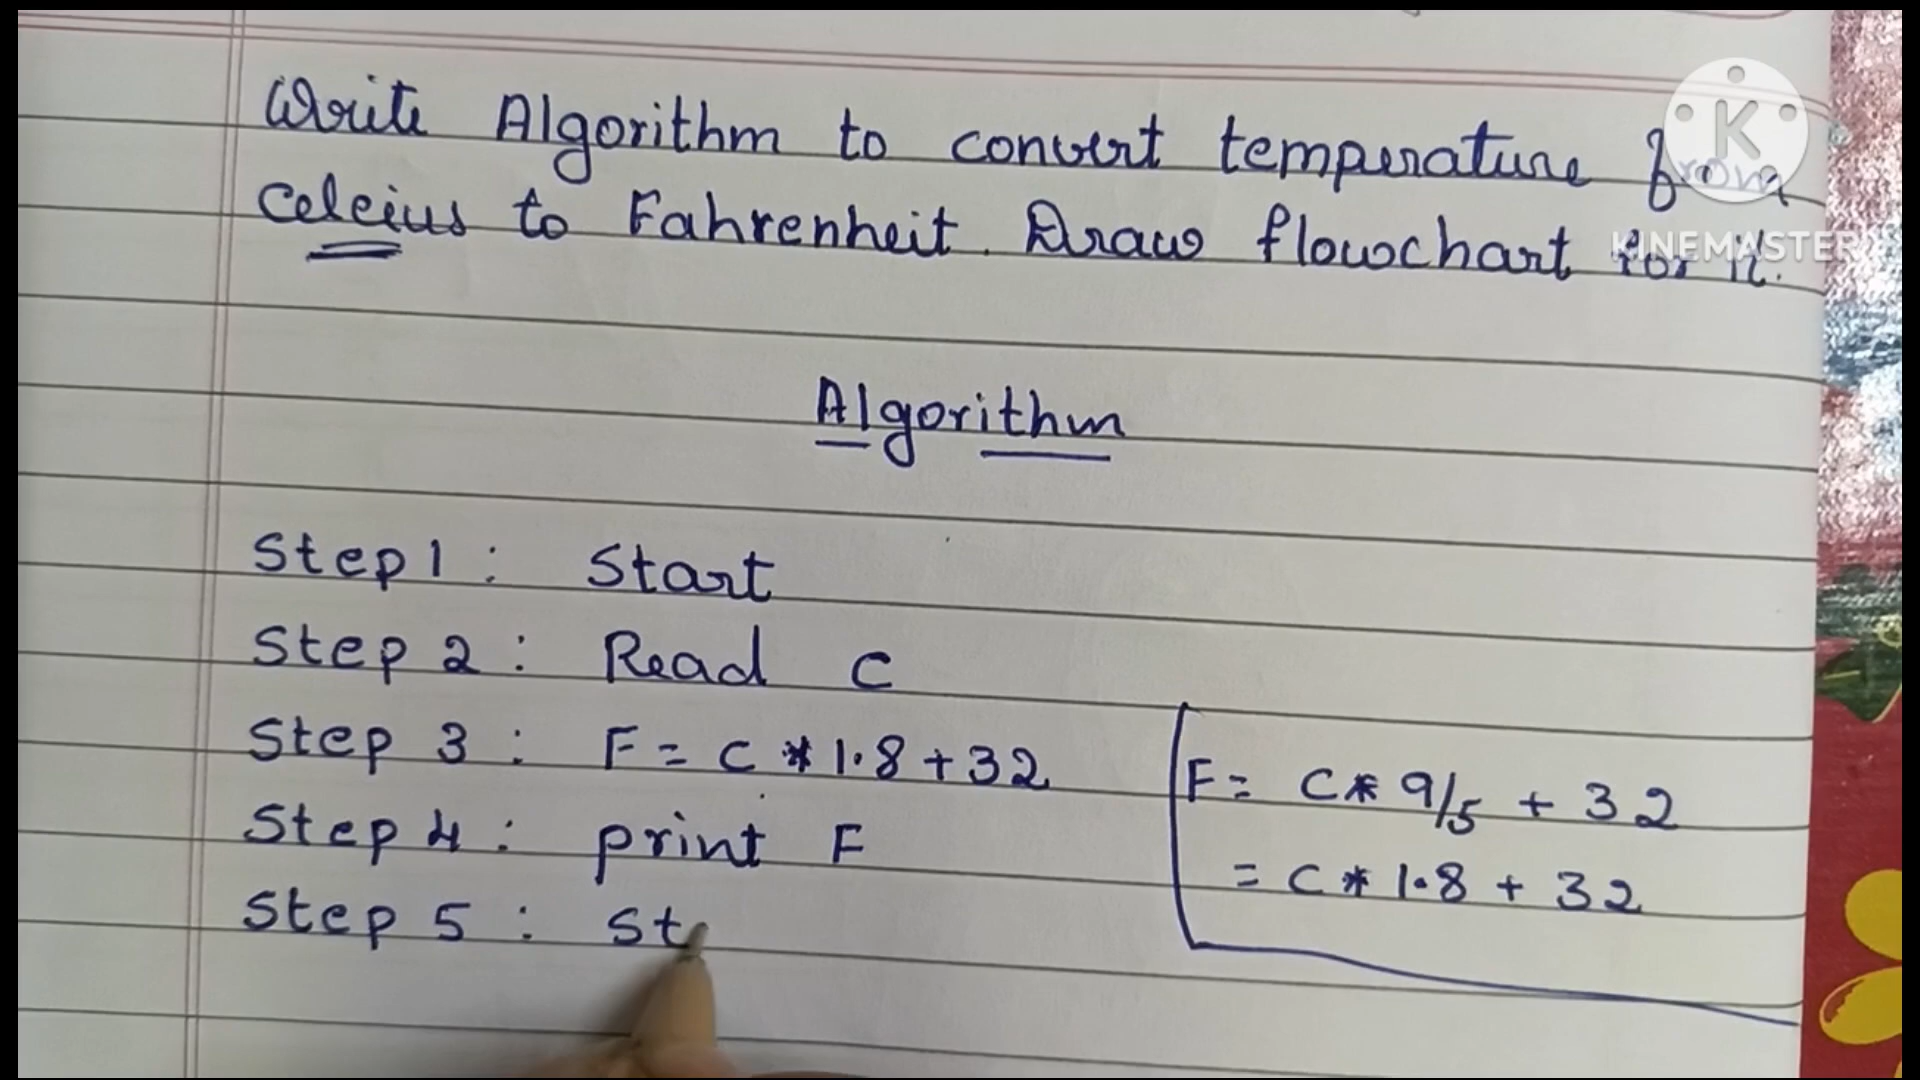 Write Algorithm to convert temperature from
Celcius to Fahrenheit. Draw flowchart for it.
K
KINEMASTER
Algorithm
Step 1 : Start
Step 2 : Read C
Step 3 : F = C * 1.8 + 32
Step 4 : print F
Step 5 : St
F = C * 9/5 + 32
= C * 1.8 + 32